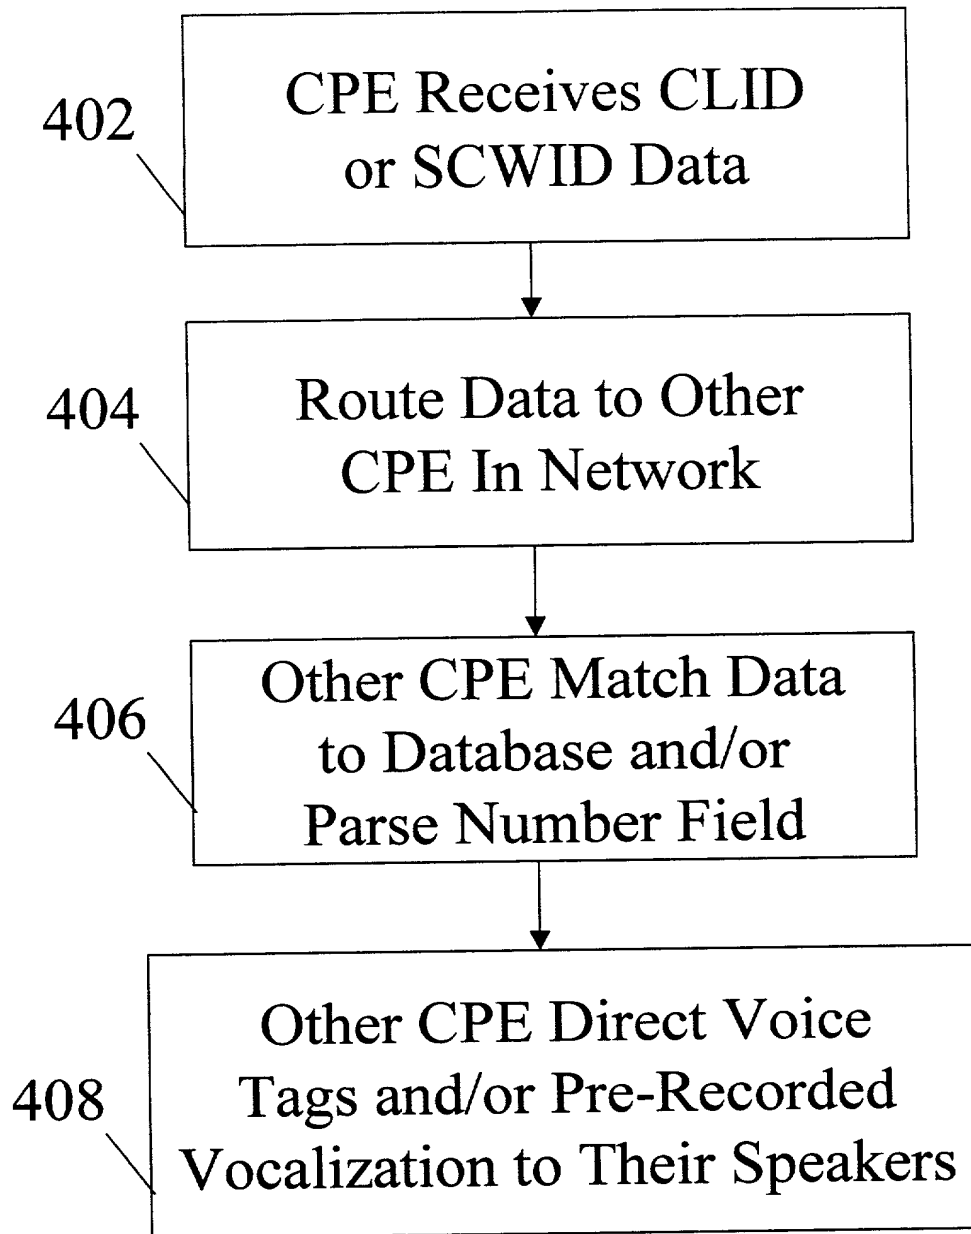 402
CPE Receives CLID
or SCWID Data
404
Route Data to Other
CPE In Network
406
Other CPE Match Data
to Database and/or
Parse Number Field
408
Other CPE Direct Voice
Tags and/or Pre-Recorded
Vocalization to Their Speakers